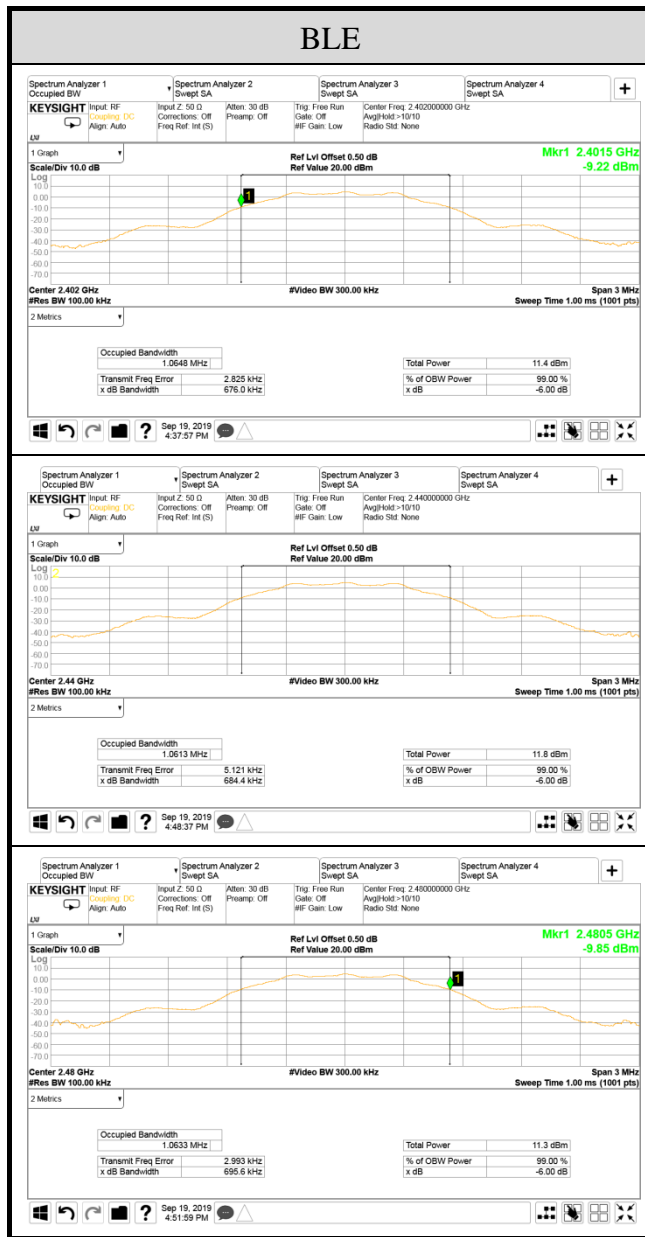 BLE
Spectrum Analyzer 1 Spectrum Analyzer 2 Spectrum Analyzer 3 Spectrum Analyzer 4
Occupied BW Swept SA Swept SA Swept SA +
KEYSIGHT Input: RF Input Z: 50 Ω Atten: 30 dB Trig: Free Run Center Freq: 2.402000000 GHz
Coupling: DC Corrections: Off Preamp: Off Gate: Off Avg|Hold:>10/10
Align: Auto Freq Ref: Int (S) #IF Gain: Low Radio Std: None
LXI
1 Graph Ref Lvl Offset 0.50 dB Mkr1 2.4015 GHz
Scale/Div 10.0 dB Ref Value 20.00 dBm -9.22 dBm
Log
10.0
0.00 1
-10.0
-20.0
-30.0
-40.0
-50.0
-60.0
-70.0
Center 2.402 GHz #Video BW 300.00 kHz Span 3 MHz
#Res BW 100.00 kHz Sweep Time 1.00 ms (1001 pts)
2 Metrics
Occupied Bandwidth
1.0648 MHz Total Power 11.4 dBm
Transmit Freq Error 2.825 kHz % of OBW Power 99.00 %
x dB Bandwidth 676.0 kHz x dB -6.00 dB
? Sep 19, 2019
4:37:57 PM
Spectrum Analyzer 1 Spectrum Analyzer 2 Spectrum Analyzer 3 Spectrum Analyzer 4
Occupied BW Swept SA Swept SA Swept SA +
KEYSIGHT Input: RF Input Z: 50 Ω Atten: 30 dB Trig: Free Run Center Freq: 2.440000000 GHz
Coupling: DC Corrections: Off Preamp: Off Gate: Off Avg|Hold:>10/10
Align: Auto Freq Ref: Int (S) #IF Gain: Low Radio Std: None
LXI
1 Graph Ref Lvl Offset 0.50 dB
Scale/Div 10.0 dB Ref Value 20.00 dBm
Log
10.0 2
0.00
-10.0
-20.0
-30.0
-40.0
-50.0
-60.0
-70.0
Center 2.44 GHz #Video BW 300.00 kHz Span 3 MHz
#Res BW 100.00 kHz Sweep Time 1.00 ms (1001 pts)
2 Metrics
Occupied Bandwidth
1.0613 MHz Total Power 11.8 dBm
Transmit Freq Error 5.121 kHz % of OBW Power 99.00 %
x dB Bandwidth 684.4 kHz x dB -6.00 dB
? Sep 19, 2019
4:48:37 PM
Spectrum Analyzer 1 Spectrum Analyzer 2 Spectrum Analyzer 3 Spectrum Analyzer 4
Occupied BW Swept SA Swept SA Swept SA +
KEYSIGHT Input: RF Input Z: 50 Ω Atten: 30 dB Trig: Free Run Center Freq: 2.480000000 GHz
Coupling: DC Corrections: Off Preamp: Off Gate: Off Avg|Hold:>10/10
Align: Auto Freq Ref: Int (S) #IF Gain: Low Radio Std: None
LXI
1 Graph Ref Lvl Offset 0.50 dB Mkr1 2.4805 GHz
Scale/Div 10.0 dB Ref Value 20.00 dBm -9.85 dBm
Log
10.0
0.00 1
-10.0
-20.0
-30.0
-40.0
-50.0
-60.0
-70.0
Center 2.48 GHz #Video BW 300.00 kHz Span 3 MHz
#Res BW 100.00 kHz Sweep Time 1.00 ms (1001 pts)
2 Metrics
Occupied Bandwidth
1.0633 MHz Total Power 11.3 dBm
Transmit Freq Error 2.993 kHz % of OBW Power 99.00 %
x dB Bandwidth 695.6 kHz x dB -6.00 dB
? Sep 19, 2019
4:51:59 PM